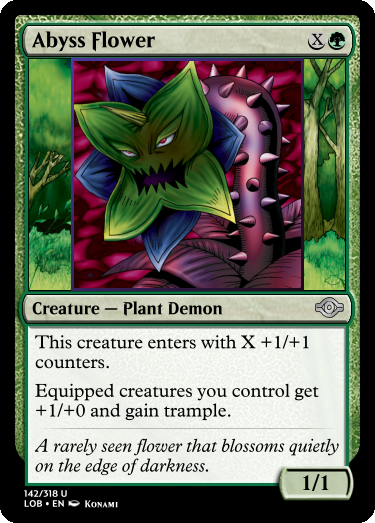 Abyss Flower
X
Creature — Plant Demon
This creature enters with X +1/+1
counters.
Equipped creatures you control get
+1/+0 and gain trample.
A rarely seen flower that blossoms quietly
on the edge of darkness.
1/1
142/318 U
LOB • EN Konami